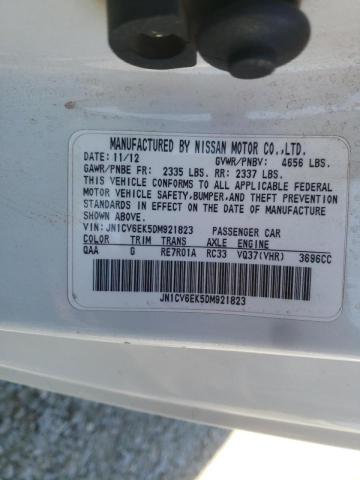 MANUFACTURED BY NISSAN MOTOR CO.,LTD.
DATE: 11/12 GVWR/PNBV: 4656 LBS.
GAWR/PNBE FR: 2335 LBS. RR: 2337 LBS.
THIS VEHICLE CONFORMS TO ALL APPLICABLE FEDERAL
MOTOR VEHICLE SAFETY,BUMPER,AND THEFT PREVENTION
STANDARDS IN EFFECT ON THE DATE OF MANUFACTURE
SHOWN ABOVE.
VIN: JN1CV6EK5DM921823 PASSENGER CAR
COLOR TRIM TRANS AXLE ENGINE
QAA G RE7R01A RC33 VQ37(VHR) 3696CC
JN1CV6EK5DM921823